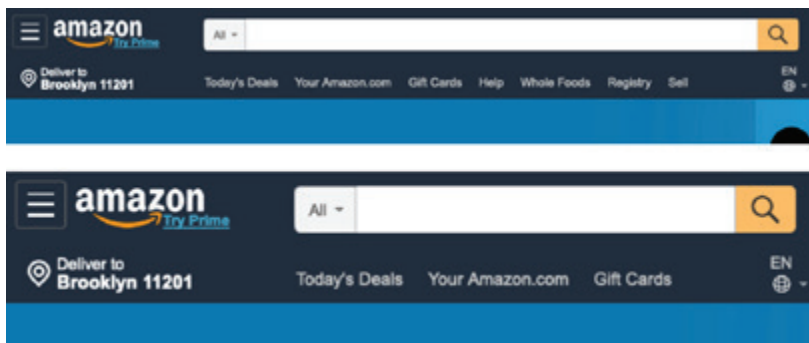 amazon
Try Prime
All
Deliver to
Brooklyn 11201
Today's Deals Your Amazon.com Gift Cards Help Whole Foods Registry Sell
EN
amazon
Try Prime
All
Deliver to
Brooklyn 11201
Today's Deals Your Amazon.com Gift Cards
EN